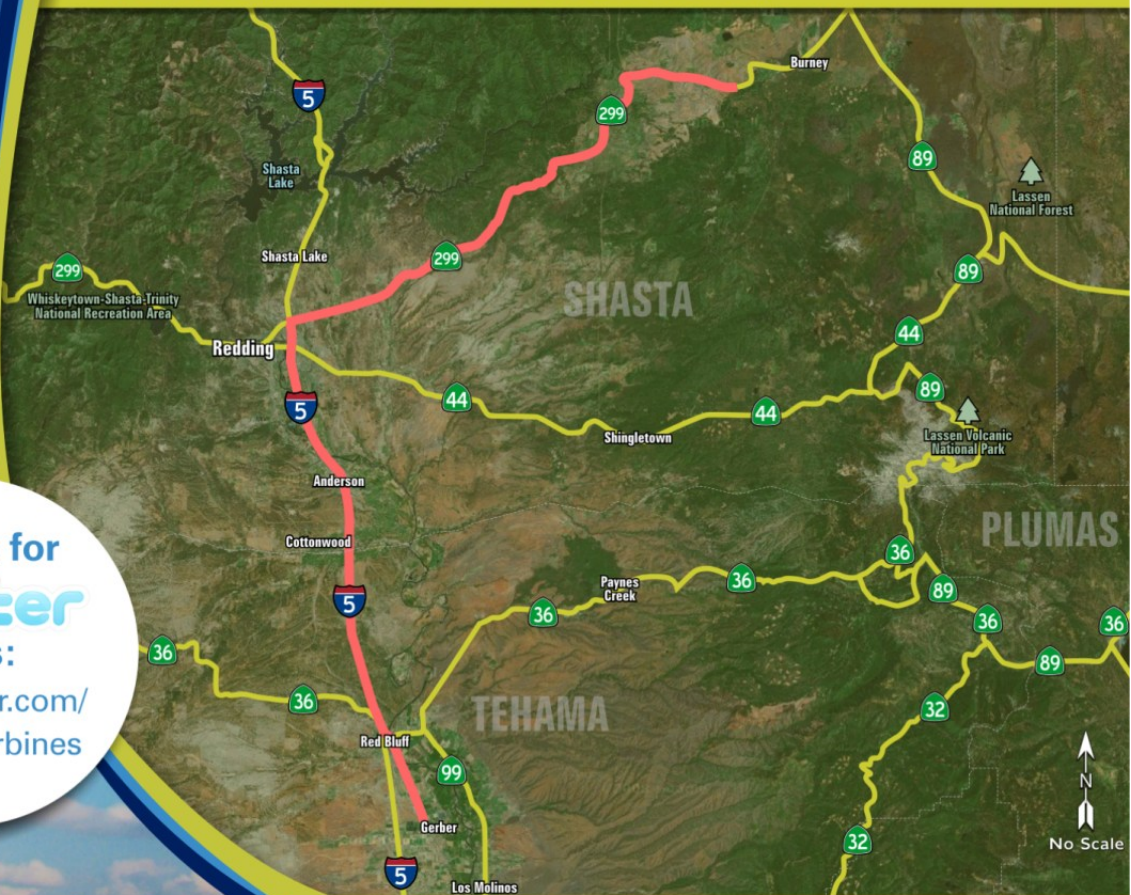 5
Burney
299
89
Shasta
Lake
Lassen
National Forest
299
Shasta Lake
299
89
Whiskeytown-Shasta-Trinity
National Recreation Area
SHASTA
44
Redding
89
5
44
44
Shingletown
Lassen Volcanic
National Park
Anderson
PLUMAS
Cottonwood
for
36
36
Paynes
Creek
89
5
36
36
36
36
89
r.com/
36
32
TEHAMA
Red Bluff
rbines
99
N
Gerber
32
No Scale
5
Los Molinos